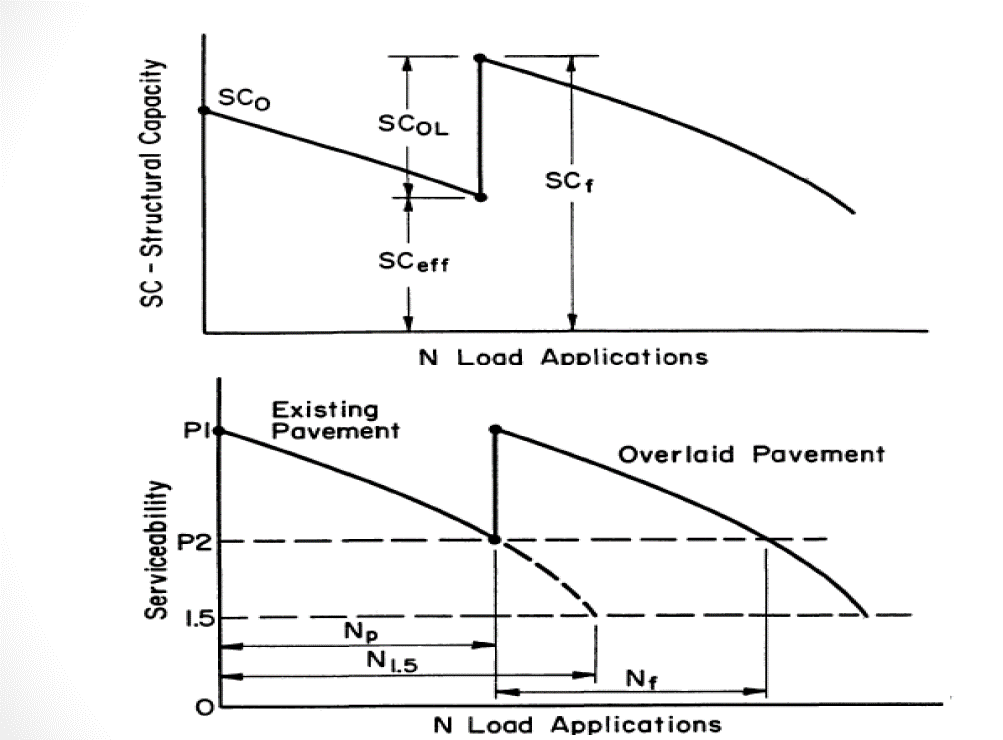 SC - Structural Capacity
SCO
SCOL
SCf
SCeff
N Load Applications
Serviceability
Existing
Pavement
P1
Overlaid Pavement
P2
1.5
Np
N1.5
Nf
O
N Load Applications